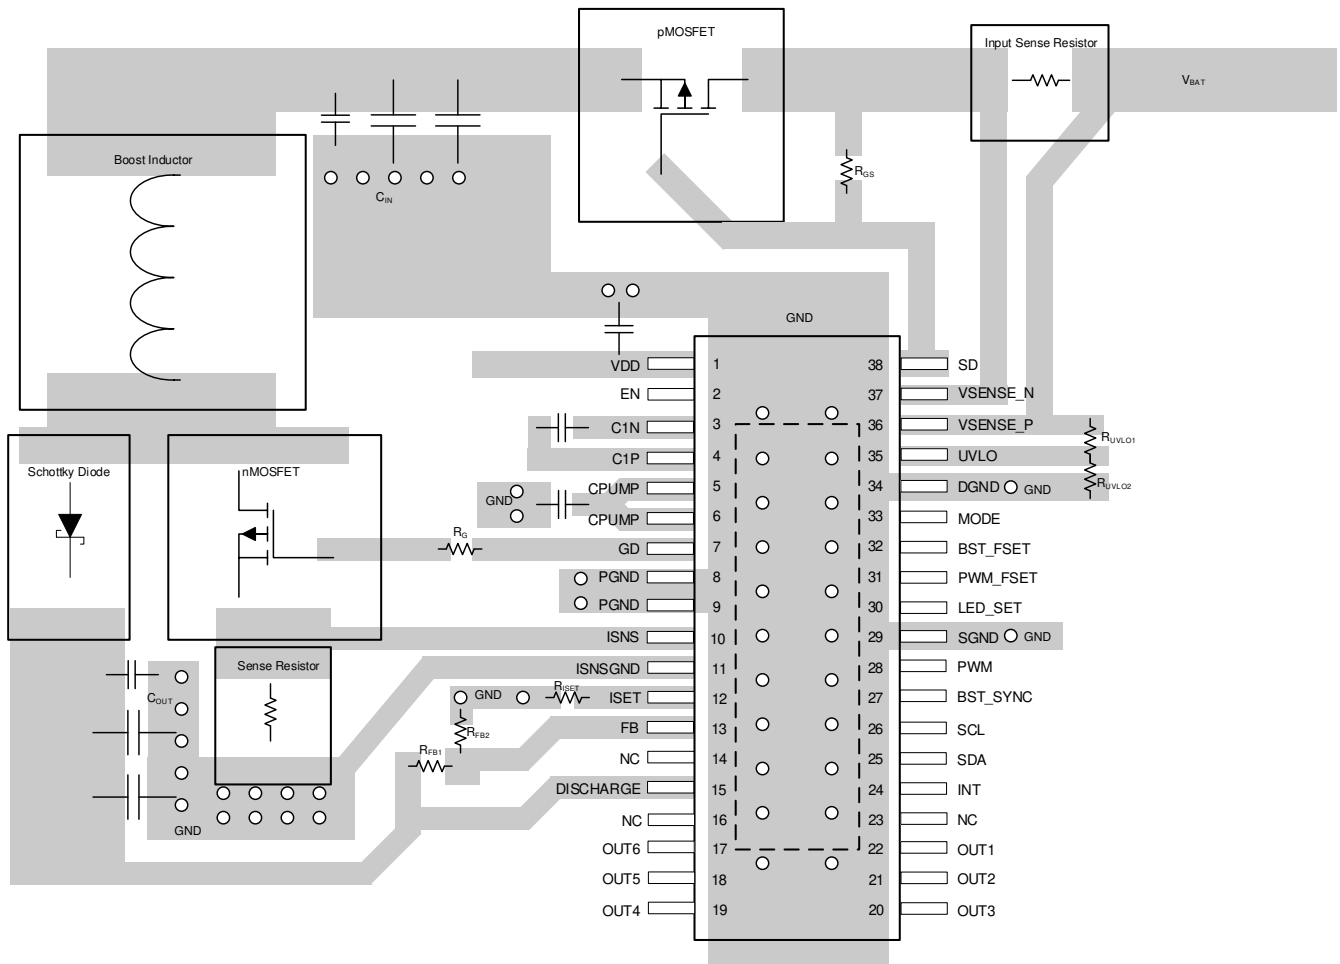 pMOSFET
Input Sense Resistor
VBAT
Boost Inductor
RGS
CIN
GND
VDD 1 38 SD
EN 2 37 VSENSE_N
C1N 3 36 VSENSE_P
RUVLO1
C1P 4 35 UVLO
Schottky Diode
nMOSFET
CPUMP 5 34 DGND GND
RUVLO2
GND
CPUMP 6 33 MODE
RG
GD 7 32 BST_FSET
PGND 8 31 PWM_FSET
PGND 9 30 LED_SET
ISNS 10 29 SGND GND
Sense Resistor
ISNSGND 11 28 PWM
COUT
GND
RISET
ISET 12 27 BST_SYNC
FB 13 26 SCL
RFB2
RFB1
NC 14 25 SDA
DISCHARGE 15 24 INT
NC 16 23 NC
GND
OUT6 17 22 OUT1
OUT5 18 21 OUT2
OUT4 19 20 OUT3